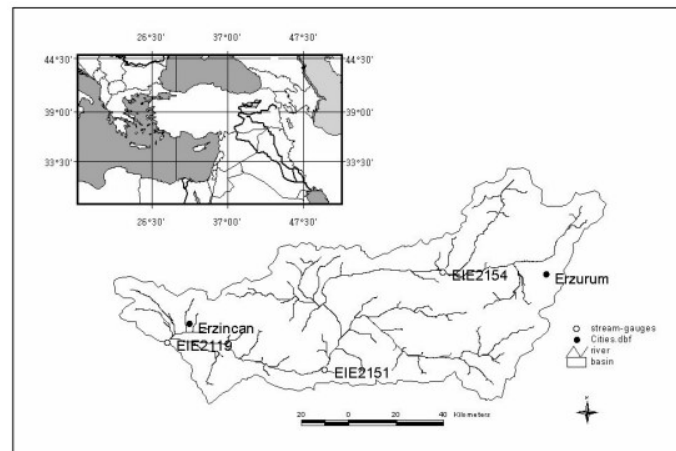 44°30' 44°30'
39°00' 39°00'
33°30' 33°30'
26°30' 37°00' 47°30'
26°30' 37°00' 47°30'
EIE2154
Erzurum
Erzincan
EIE2119
EIE2151
stream-gauges
Cities.dbf
river
basin
20 0 20 40 Kilometers
N